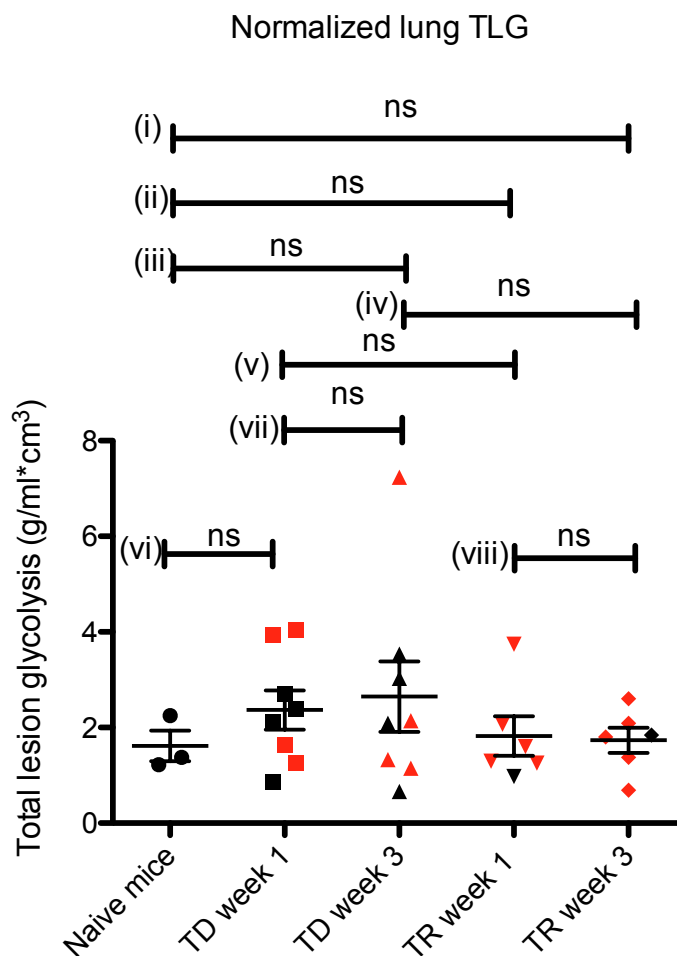 Normalized lung TLG
(i) ns
(ii) ns
(iii) ns
(iv) ns
(v) ns
(vii) ns
(vi) ns
(viii) ns
Total lesion glycolysis (g/ml*cm³)
8
6
4
2
0
Naive mice
TD week 1
TD week 3
TR week 1
TR week 3